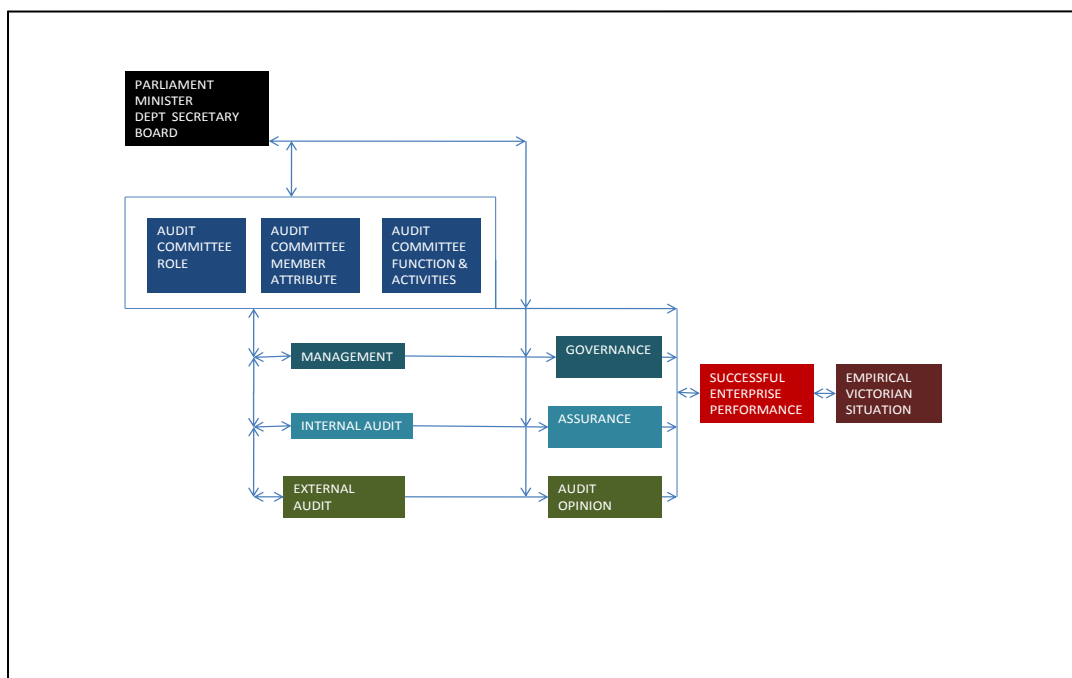 PARLIAMENT
MINISTER
DEPT SECRETARY
BOARD
AUDIT
COMMITTEE
ROLE
AUDIT
COMMITTEE
MEMBER
ATTRIBUTE
AUDIT
COMMITTEE
FUNCTION &
ACTIVITIES
MANAGEMENT
GOVERNANCE
INTERNAL AUDIT
ASSURANCE
EXTERNAL
AUDIT
AUDIT
OPINION
SUCCESSFUL
ENTERPRISE
PERFORMANCE
EMPIRICAL
VICTORIAN
SITUATION